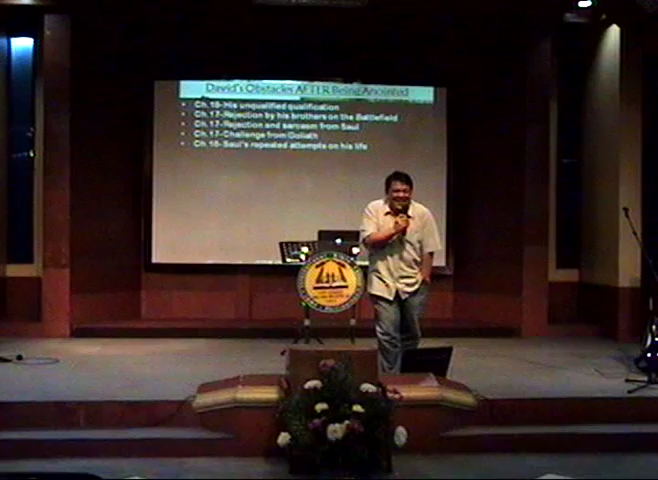 David's Obstacles AFTER Being Anointed
• Ch.16-His unqualified qualification
• Ch.17-Rejection by his brothers on the Battlefield
• Ch.17-Rejection and sarcasm from Saul
• Ch.17-Challenge from Goliath
• Ch.18-Saul's repeated attempts on his life